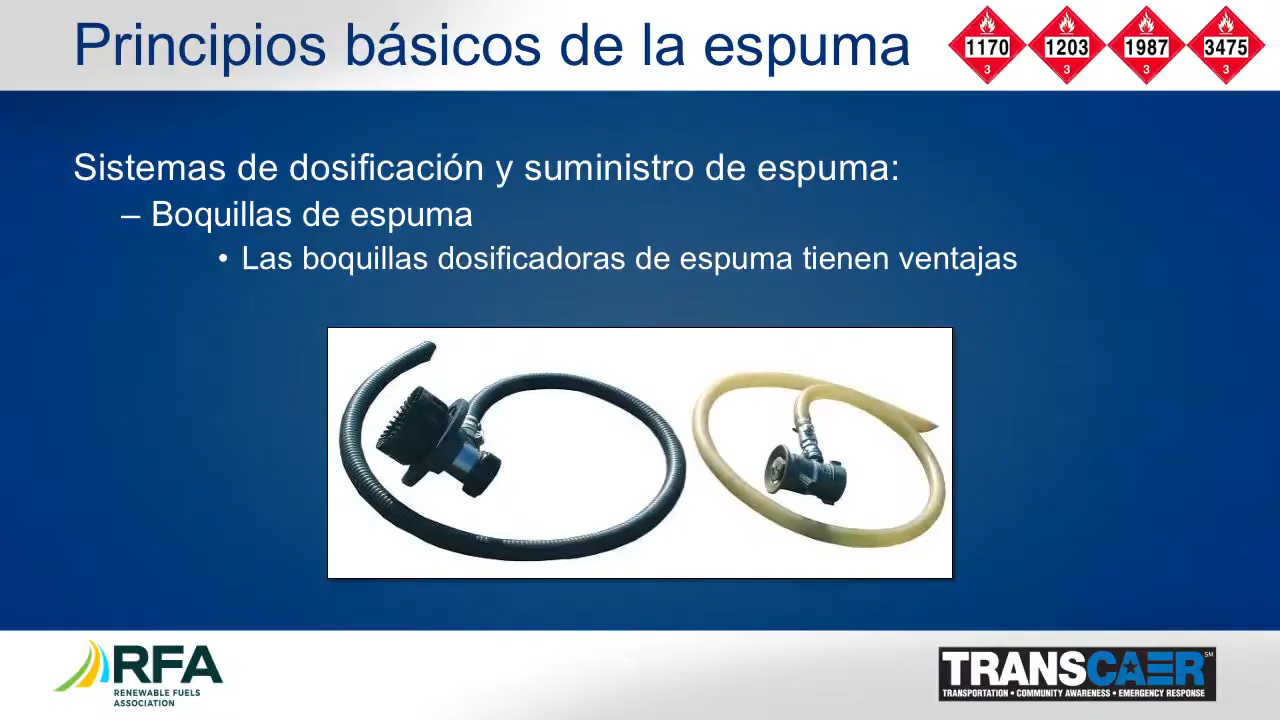 Principios básicos de la espuma
1170 1203 1987 3475
3 3 3 3
Sistemas de dosificación y suministro de espuma:
– Boquillas de espuma
• Las boquillas dosificadoras de espuma tienen ventajas
RFA
RENEWABLE FUELS
ASSOCIATION
TRANSCAER SM
TRANSPORTATION • COMMUNITY AWARENESS • EMERGENCY RESPONSE